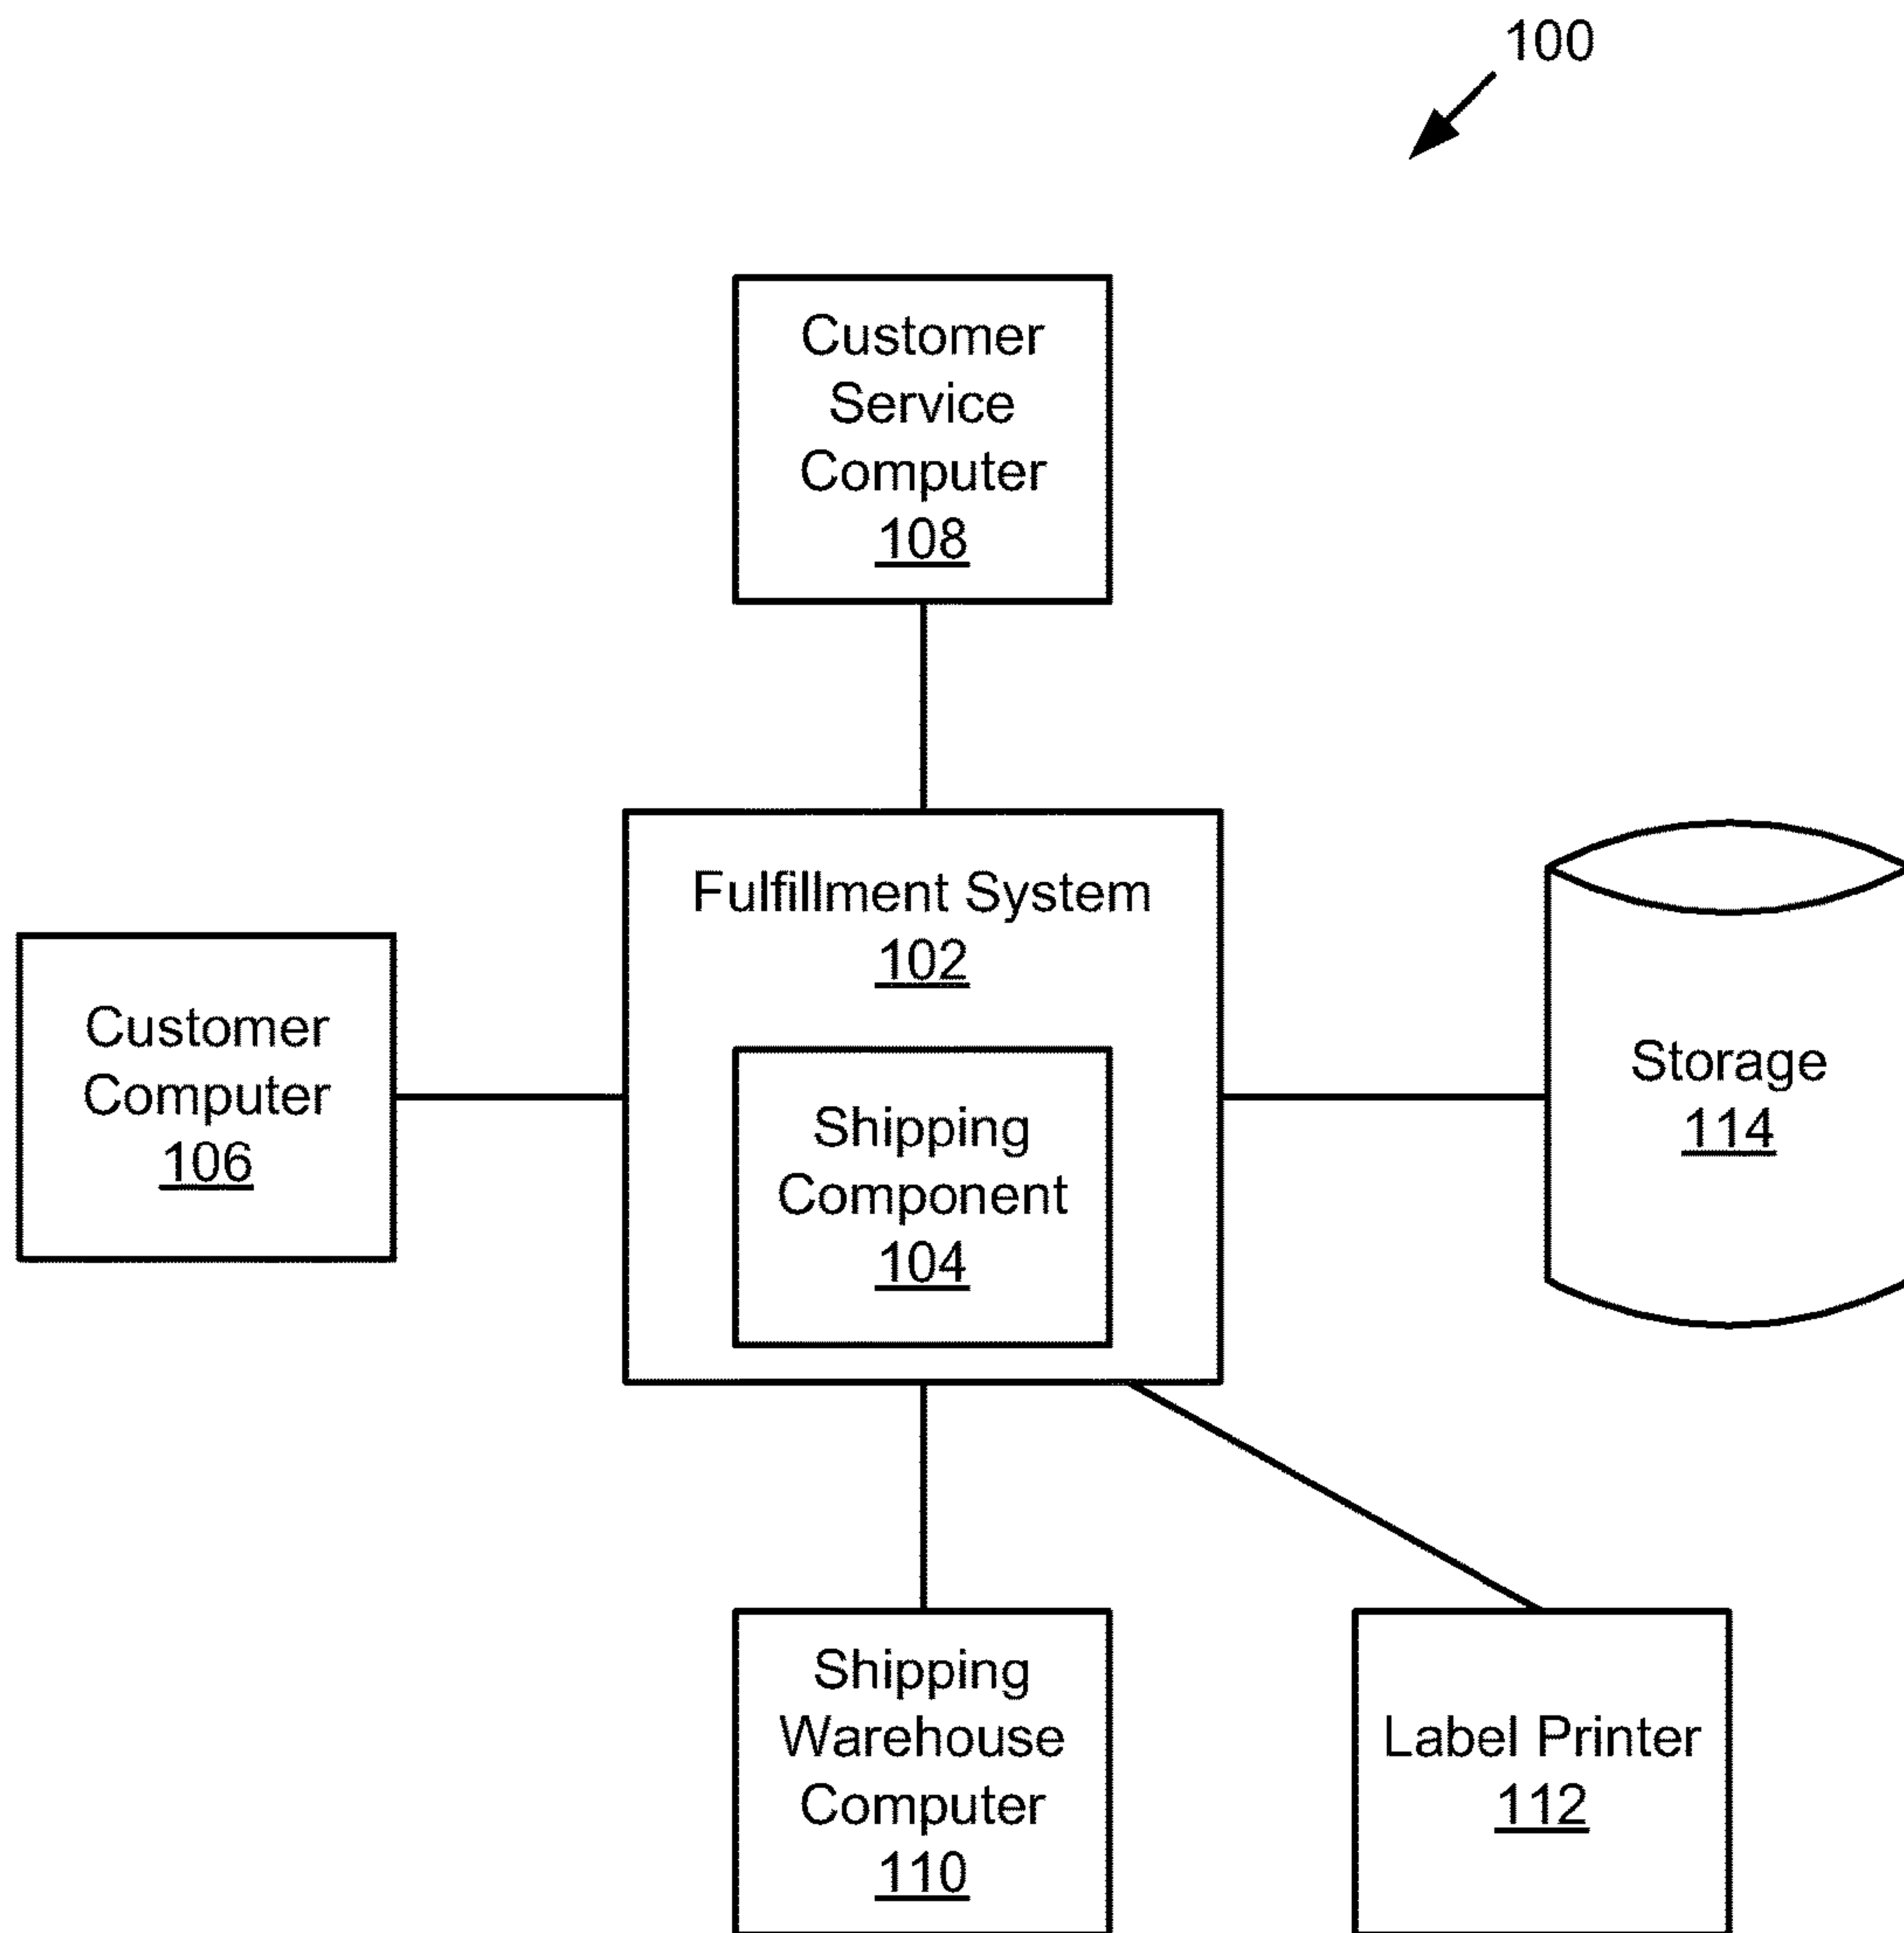 100
Customer
Service
Computer
108
Fulfillment System
102
Customer
Computer
106
Shipping
Component
104
Storage
114
Shipping
Warehouse
Computer
110
Label Printer
112